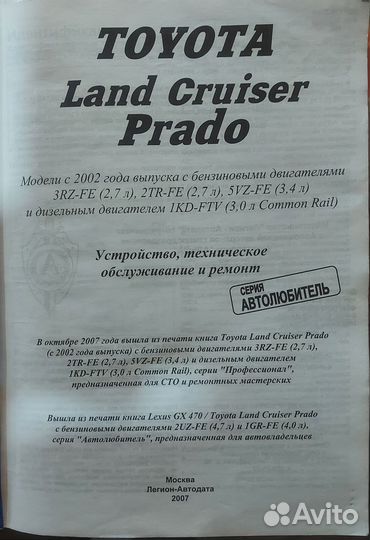 TOYOTA
Land Cruiser
Prado
Модели с 2002 года выпуска с бензиновыми двигателями
3RZ-FE (2,7 л), 2TR-FE (2,7 л), 5VZ-FE (3,4 л)
и дизельным двигателем 1KD-FTV (3,0 л Common Rail)
Устройство, техническое
обслуживание и ремонт
СЕРИЯ
АВТОЛЮБИТЕЛЬ
В октябре 2007 года вышла из печати книга Toyota Land Cruiser Prado
(с 2002 года выпуска) с бензиновыми двигателями 3RZ-FE (2,7 л),
2TR-FE (2,7 л), 5VZ-FE (3,4 л) и дизельным двигателем
1KD-FTV (3,0 л Common Rail), серии "Профессионал",
предназначенная для СТО и ремонтных мастерских
Вышла из печати книга Lexus GX 470 / Toyota Land Cruiser Prado
с бензиновыми двигателями 2UZ-FE (4,7 л) и 1GR-FE (4,0 л),
серия "Автолюбитель", предназначенная для автовладельцев
Москва
Легион-Автодата
2007
Avito